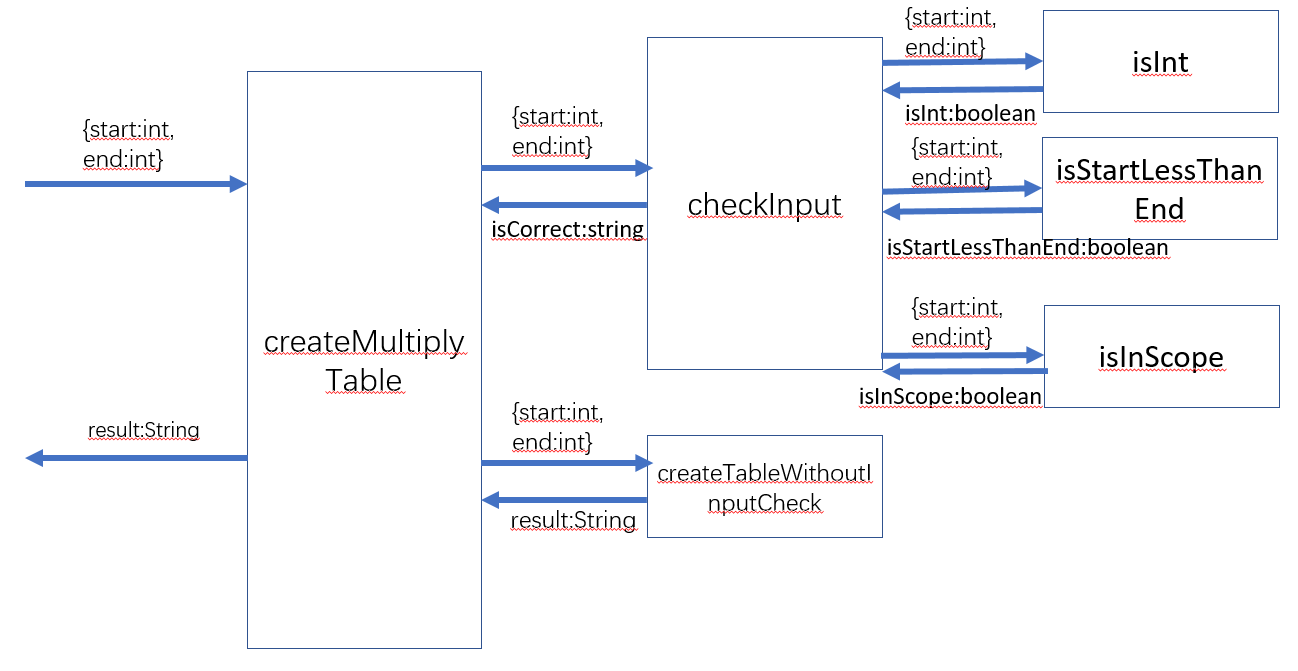 {start:int,
end:int}
createMultiply
Table
result:String
{start:int,
end:int}
isCorrect:string
checkInput
{start:int,
end:int}
isInt
isInt:boolean
{start:int,
end:int}
isStartLessThan
End
isStartLessThanEnd:boolean
{start:int,
end:int}
isInScope
isInScope:boolean
{start:int,
end:int}
createTableWithoutI
nputCheck
result:String